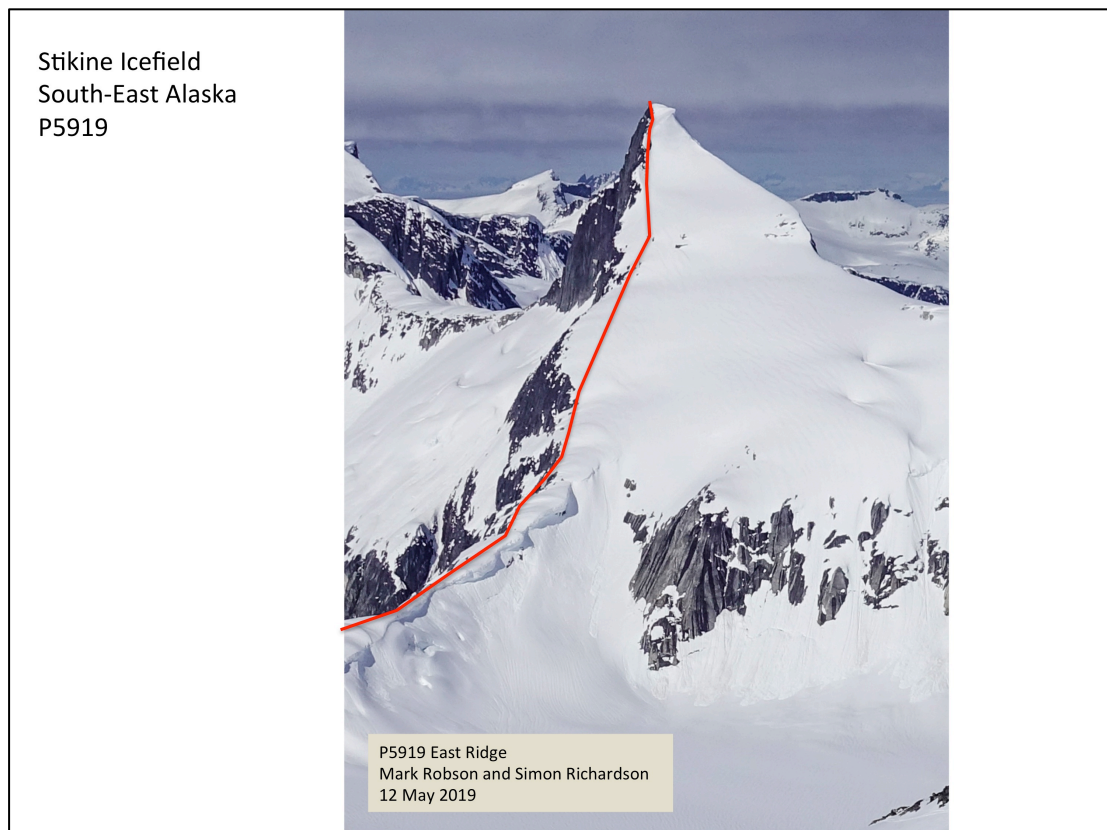 Stikine Icefield
South-East Alaska
P5919
P5919 East Ridge
Mark Robson and Simon Richardson
12 May 2019